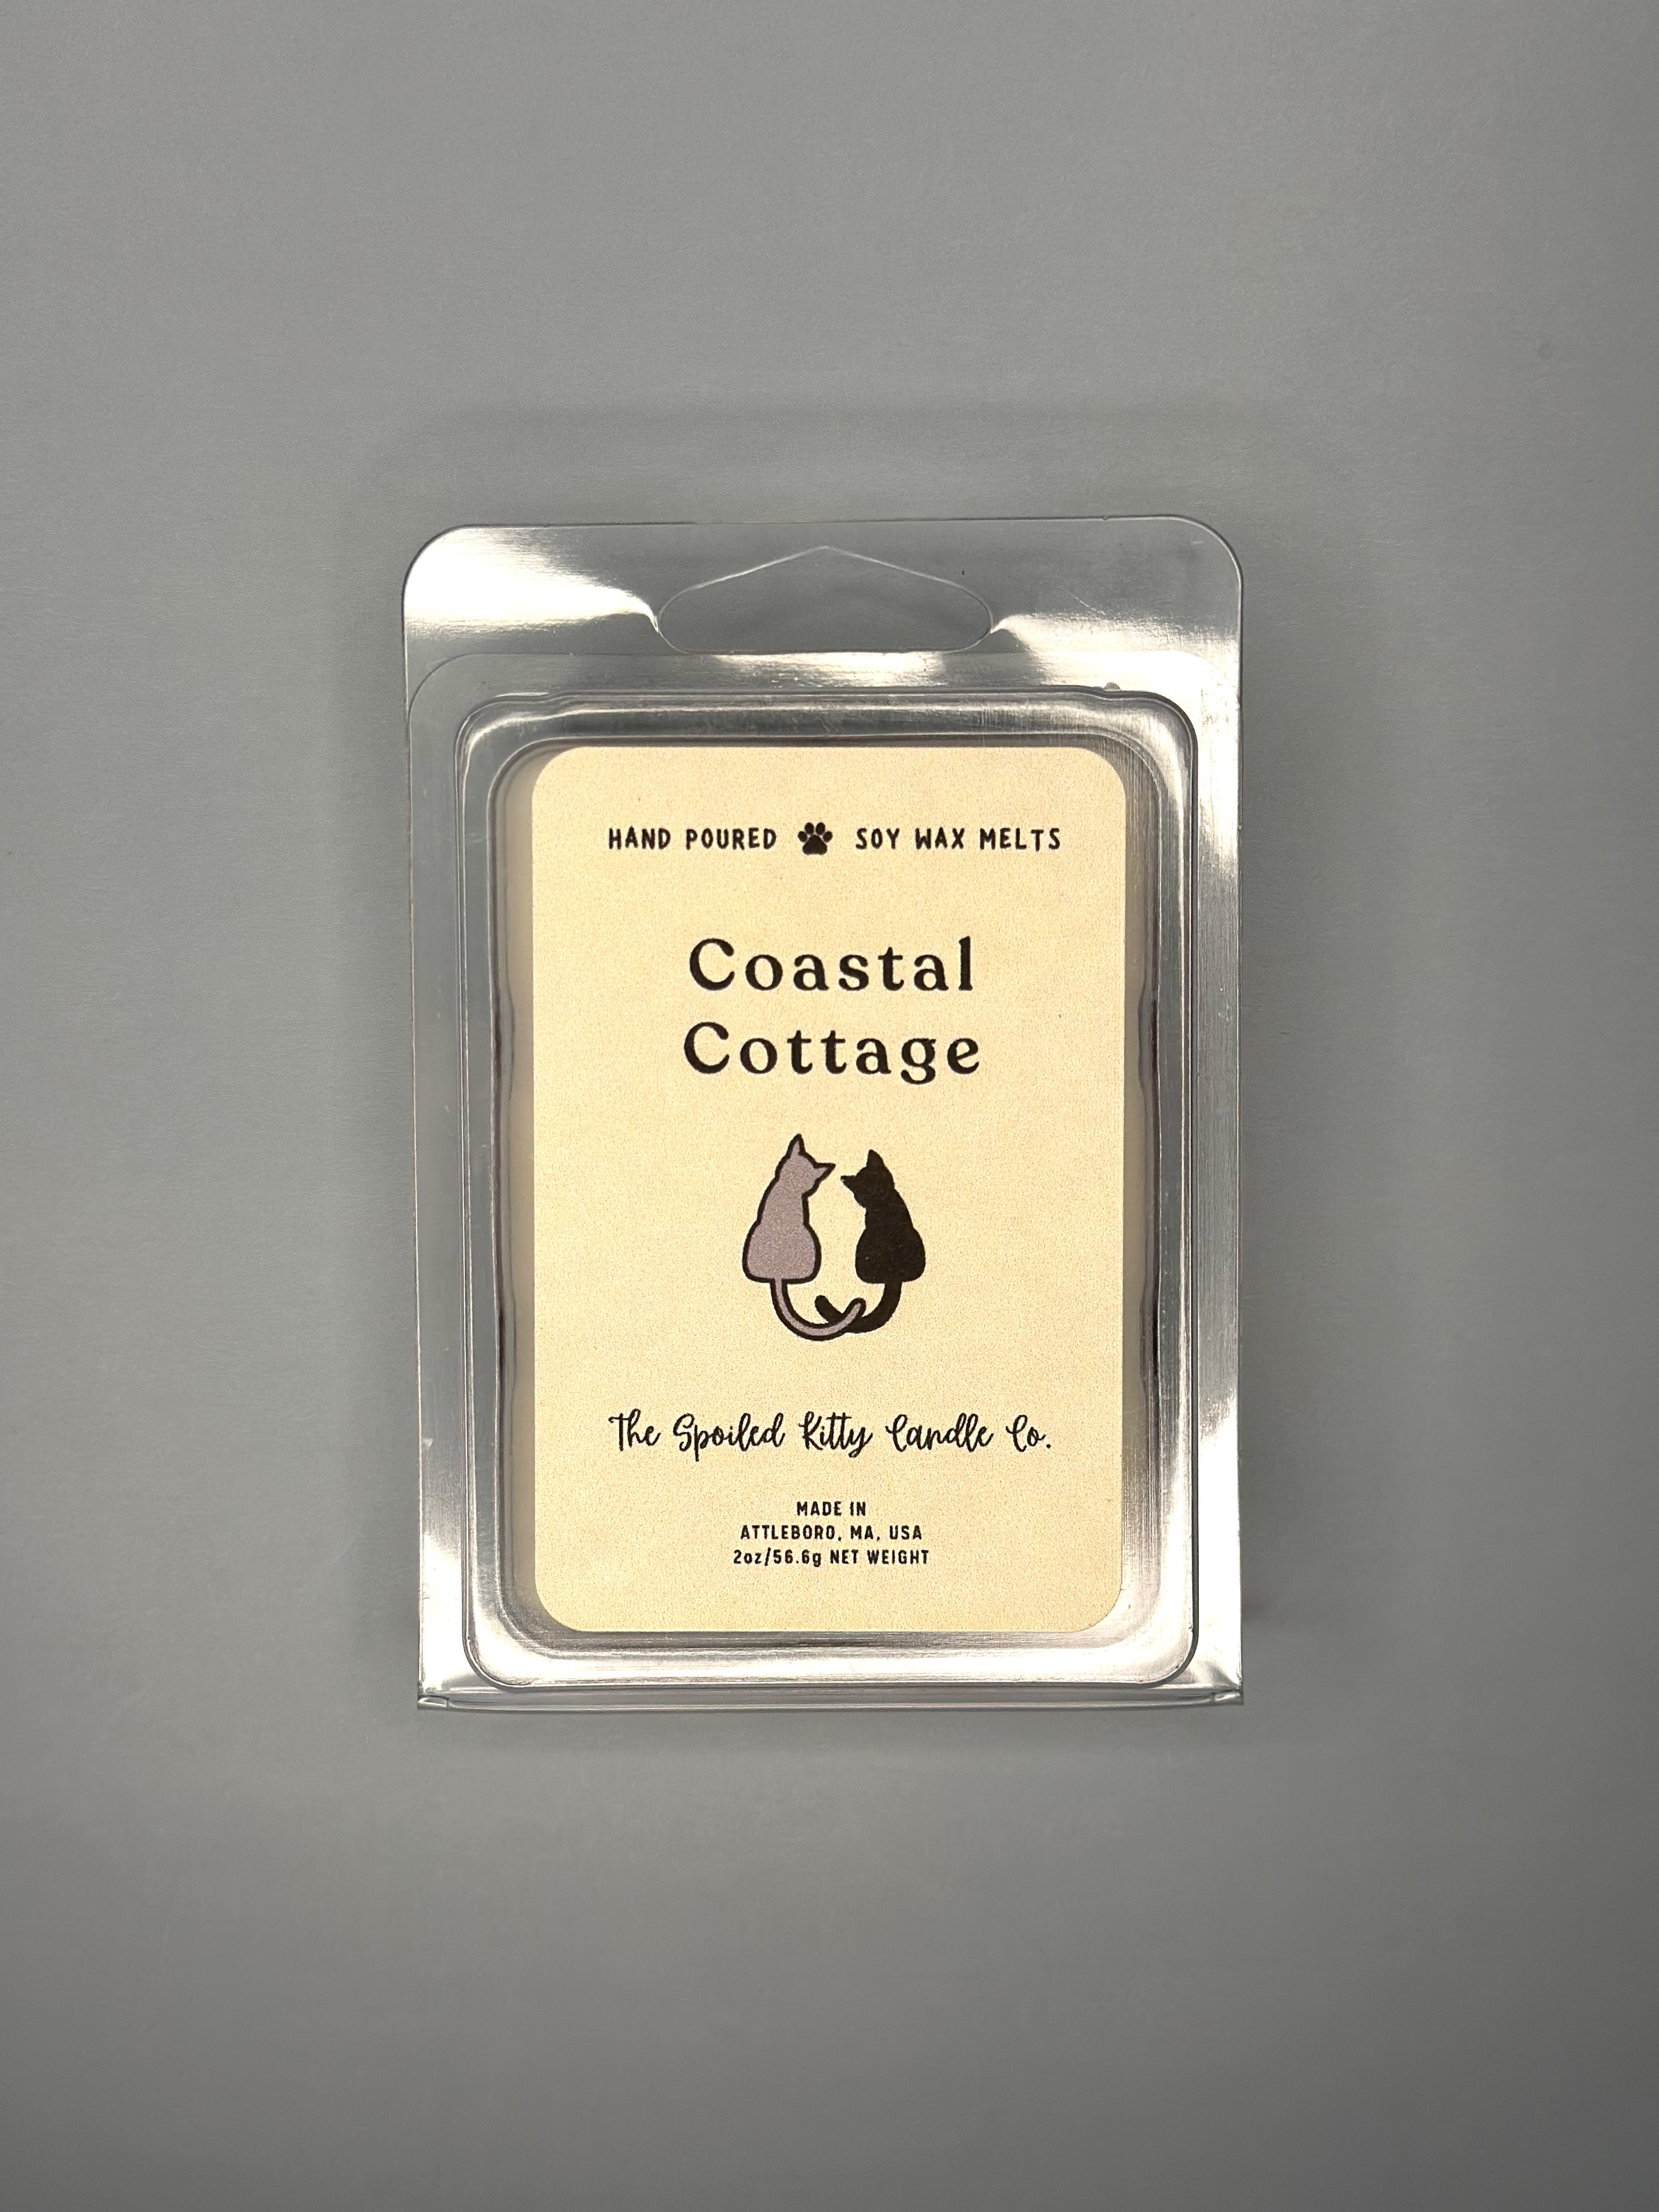 HAND POURED SOY WAX MELTS
Coastal
Cottage
The Spoiled Kitty Candle Co.
MADE IN
ATTLEBORO, MA, USA
2oz/56.6g NET WEIGHT